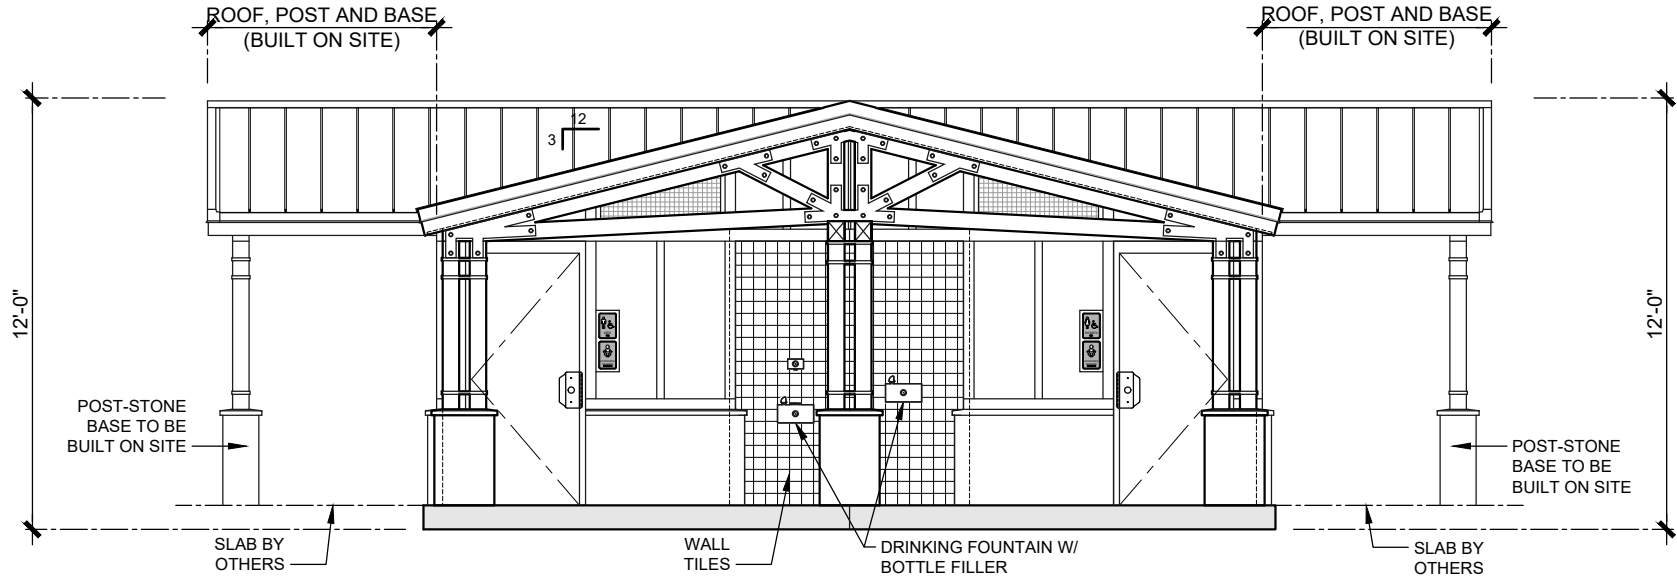 ROOF, POST AND BASE
(BUILT ON SITE)
ROOF, POST AND BASE
(BUILT ON SITE)
12
3
12'-0"
12'-0"
POST-STONE
BASE TO BE
BUILT ON SITE
POST-STONE
BASE TO BE
BUILT ON SITE
SLAB BY
OTHERS
WALL
TILES
DRINKING FOUNTAIN W/
BOTTLE FILLER
SLAB BY
OTHERS